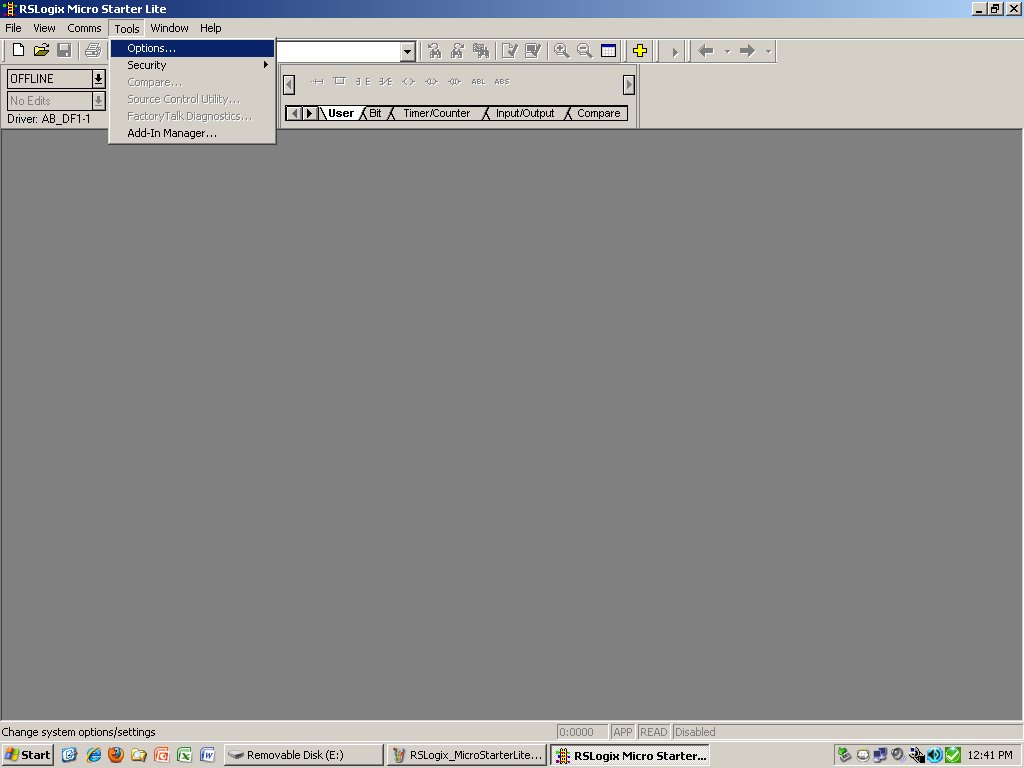 RSLogix Micro Starter Lite
File View Comms Tools Window Help
Options...
Security
Compare...
Source Control Utility...
FactoryTalk Diagnostics...
Add-In Manager...
OFFLINE
No Edits
Driver: AB_DF1-1
ABL ABS
User Bit Timer/Counter Input/Output Compare
Change system options/settings 0:0000 APP READ Disabled
Start Removable Disk (E:) RSLogix_MicroStarterLite... RSLogix Micro Starter... 12:41 PM